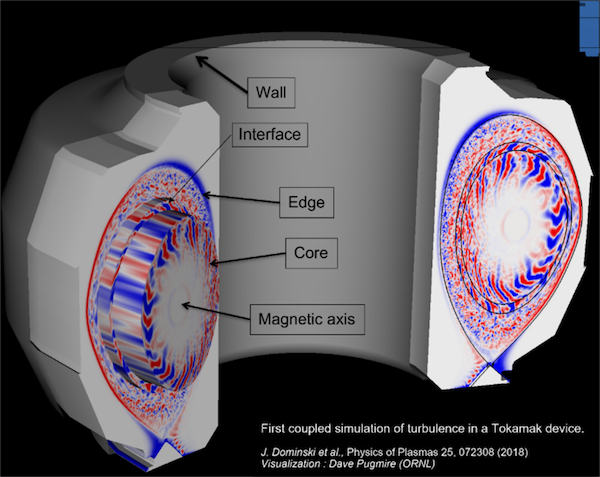 Wall
Interface
Edge
Core
Magnetic axis
First coupled simulation of turbulence in a Tokamak device.
J. Dominski et al., Physics of Plasmas 25, 072308 (2018)
Visualization : Dave Pugmire (ORNL)